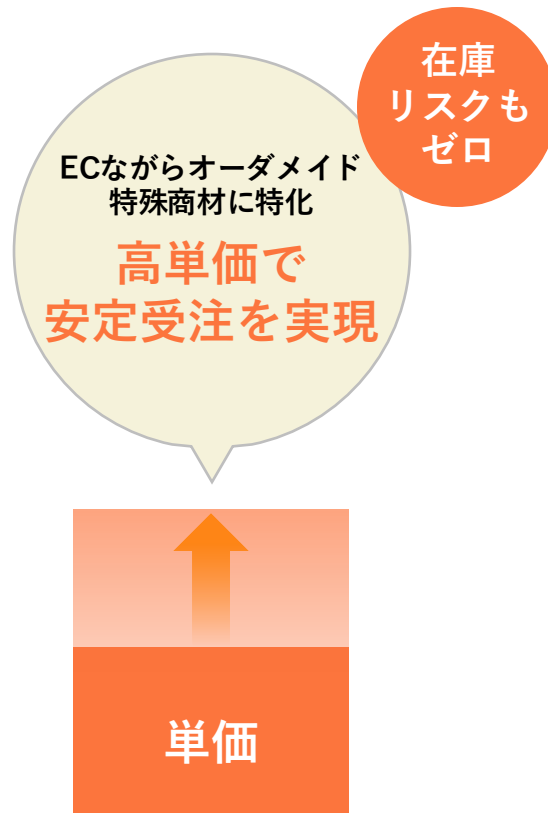 在庫
リスクも
ゼロ
ECながらオーダメイド
特殊商材に特化
高単価で
安定受注を実現
単価